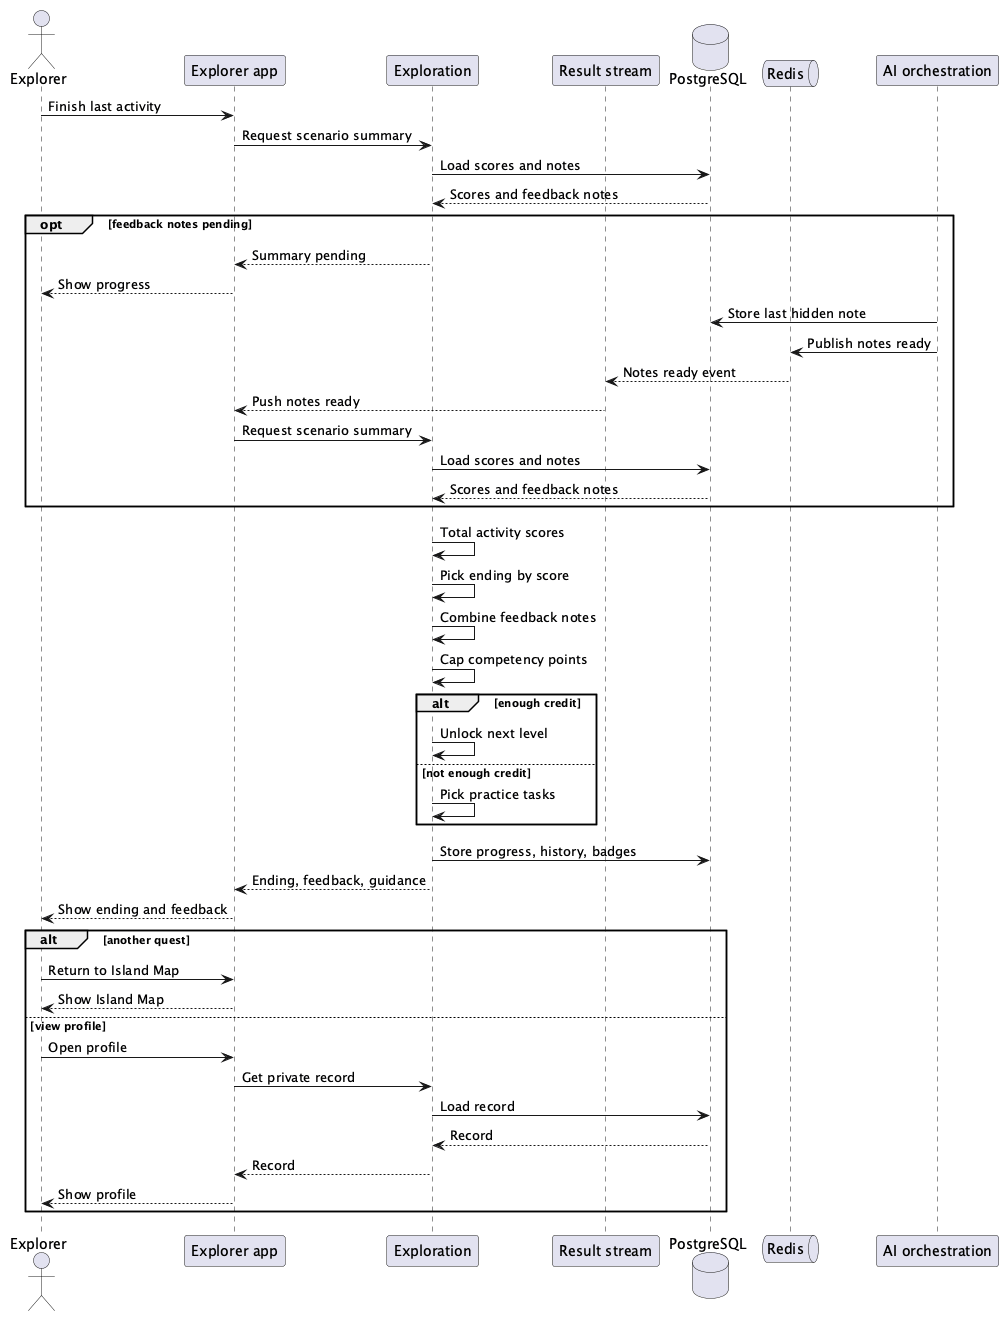 Explorer
Explorer app
Exploration
Result stream
PostgreSQL
Redis
AI orchestration
Finish last activity
Request scenario summary
Load scores and notes
Scores and feedback notes
opt
[feedback notes pending]
Summary pending
Show progress
Store last hidden note
Publish notes ready
Notes ready event
Push notes ready
Request scenario summary
Load scores and notes
Scores and feedback notes
Total activity scores
Pick ending by score
Combine feedback notes
Cap competency points
alt
[enough credit]
Unlock next level
[not enough credit]
Pick practice tasks
Store progress, history, badges
Ending, feedback, guidance
Show ending and feedback
alt
[another quest]
Return to Island Map
Show Island Map
[view profile]
Open profile
Get private record
Load record
Record
Record
Show profile
Explorer
Explorer app
Exploration
Result stream
PostgreSQL
Redis
AI orchestration